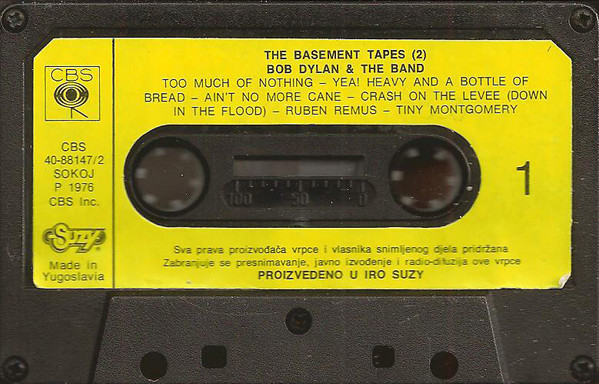 THE BASEMENT TAPES (2)
BOB DYLAN & THE BAND
TOO MUCH OF NOTHING – YEA! HEAVY AND A BOTTLE OF
BREAD – AIN'T NO MORE CANE – CRASH ON THE LEVEE (DOWN
IN THE FLOOD) – RUBEN REMUS – TINY MONTGOMERY
CBS
CBS
40-88147/2
SOKOJ
P 1976
CBS Inc.
Suzy
Made in
Yugoslavia
100 50 0
1
Sva prava proizvođača vrpce i vlasnika snimljenog djela pridržana
Zabranjuje se presnimavanje, javno izvođenje i radio-difuzija ove vrpce
PROIZVEDENO U IRO SUZY